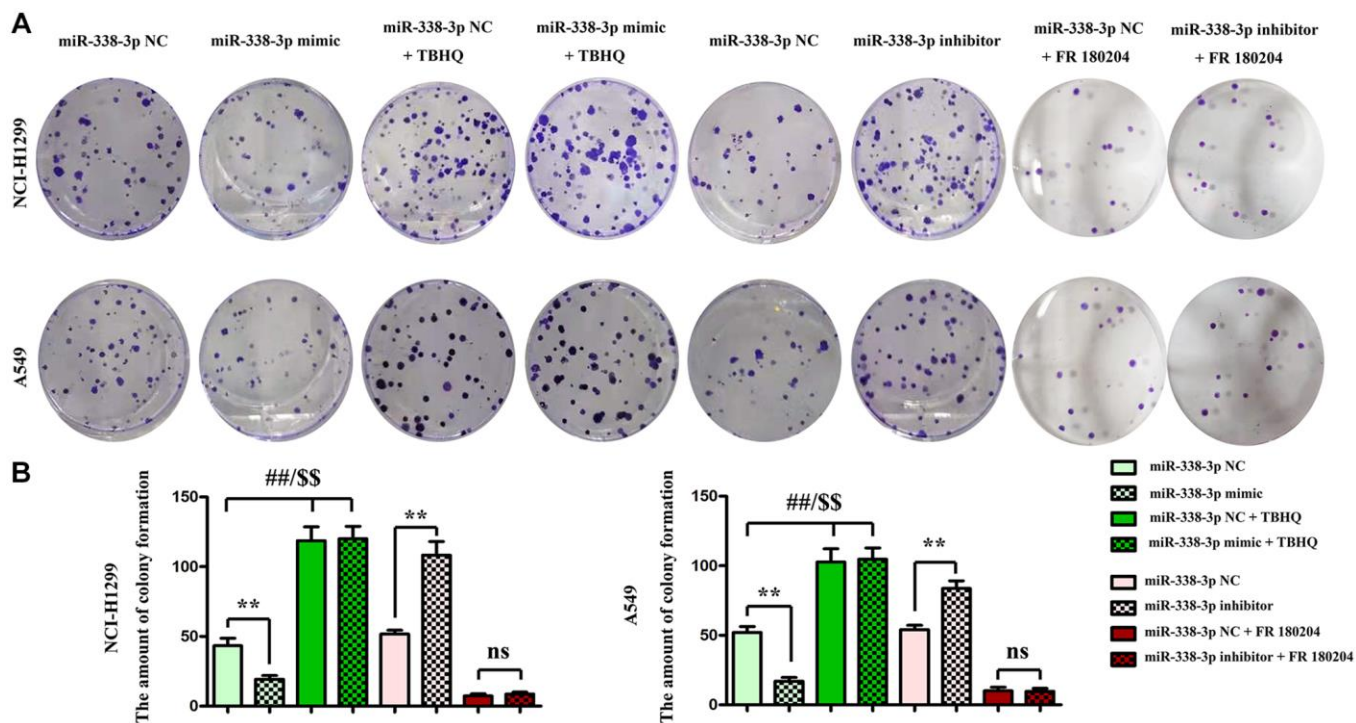 A
miR-338-3p NC
miR-338-3p mimic
miR-338-3p NC
+ TBHQ
miR-338-3p mimic
+ TBHQ
miR-338-3p NC
miR-338-3p inhibitor
miR-338-3p NC
+ FR 180204
miR-338-3p inhibitor
+ FR 180204
NCI-H1299
A549
B
NCI-H1299
The amount of colony formation
150
100
50
0
**
##/$$
**
ns
A549
The amount of colony formation
150
100
50
0
**
##/$$
**
ns
miR-338-3p NC
miR-338-3p mimic
miR-338-3p NC + TBHQ
miR-338-3p mimic + TBHQ
miR-338-3p NC
miR-338-3p inhibitor
miR-338-3p NC + FR 180204
miR-338-3p inhibitor + FR 180204